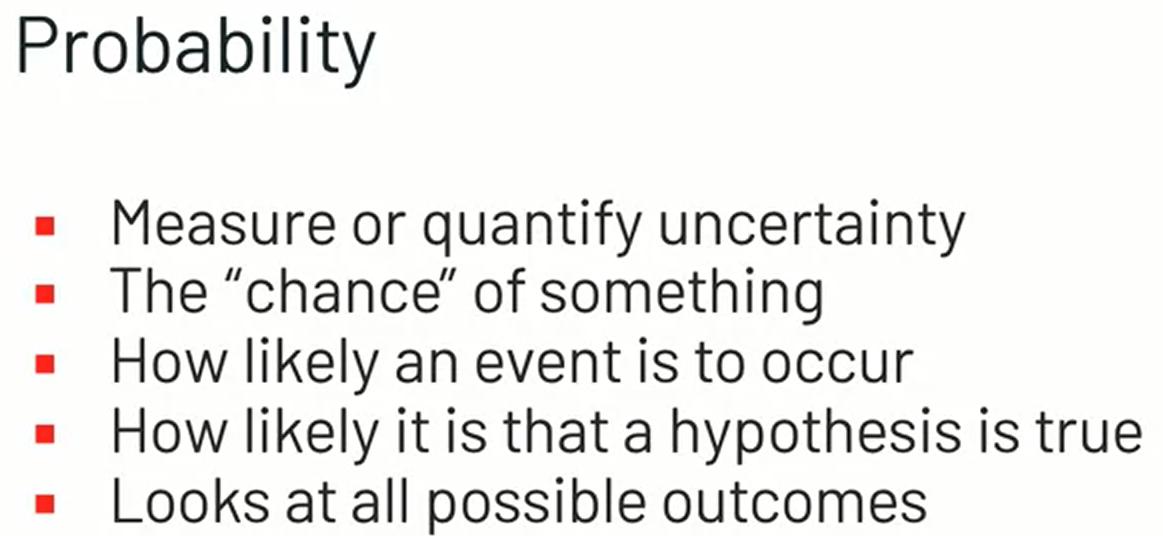 Probability
▪ Measure or quantify uncertainty
▪ The “chance” of something
▪ How likely an event is to occur
▪ How likely it is that a hypothesis is true
▪ Looks at all possible outcomes